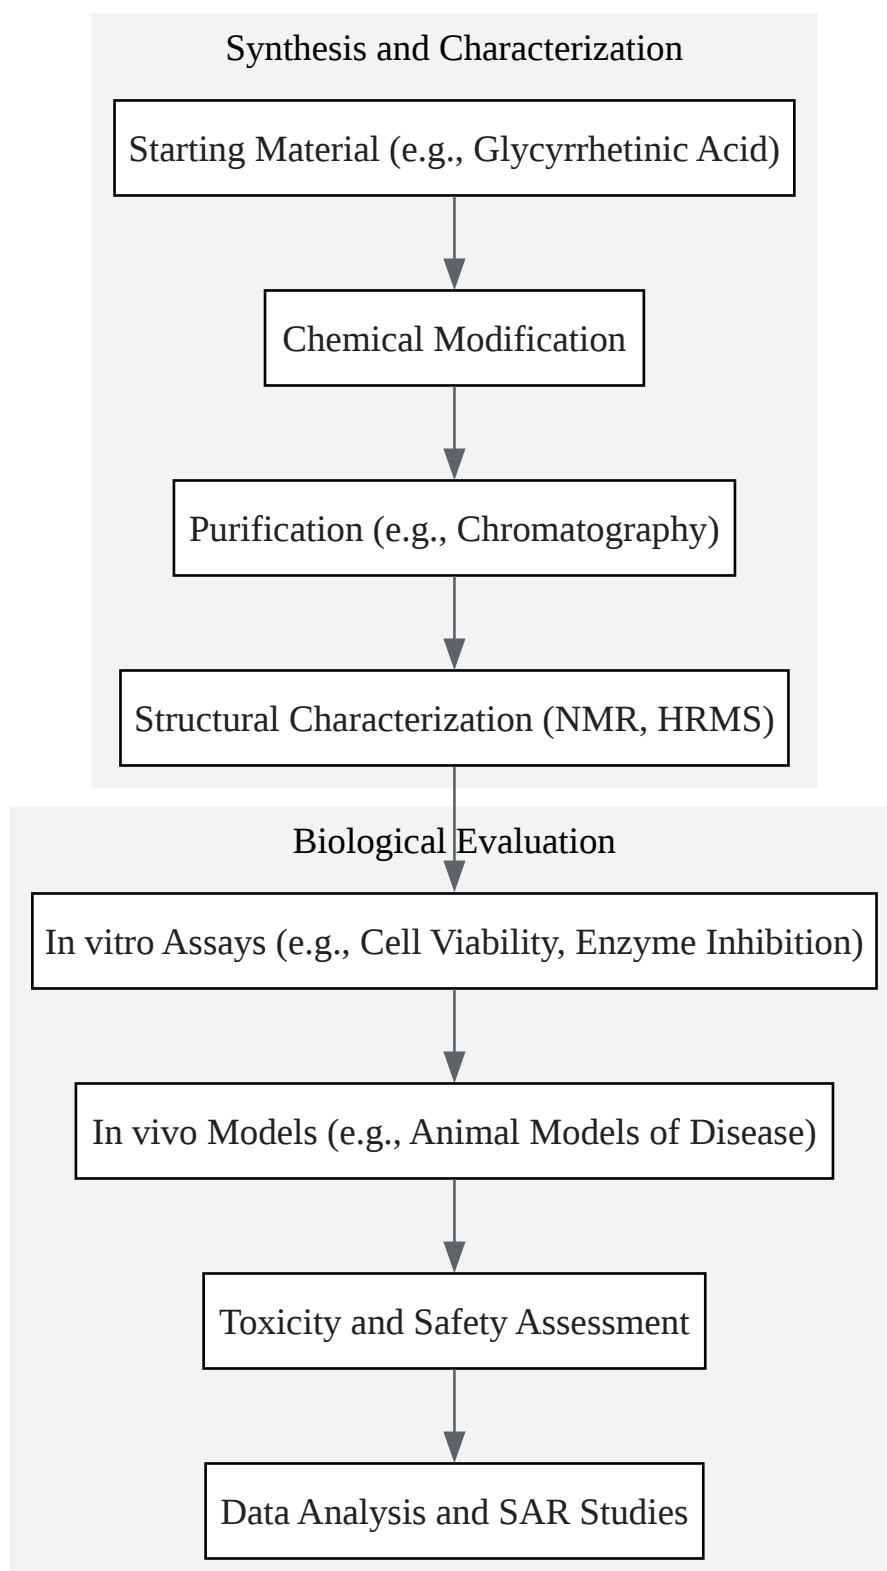 Synthesis and Characterization
Starting Material (e.g., Glycyrrhetinic Acid)
Chemical Modification
Purification (e.g., Chromatography)
Structural Characterization (NMR, HRMS)
Biological Evaluation
In vitro Assays (e.g., Cell Viability, Enzyme Inhibition)
In vivo Models (e.g., Animal Models of Disease)
Toxicity and Safety Assessment
Data Analysis and SAR Studies